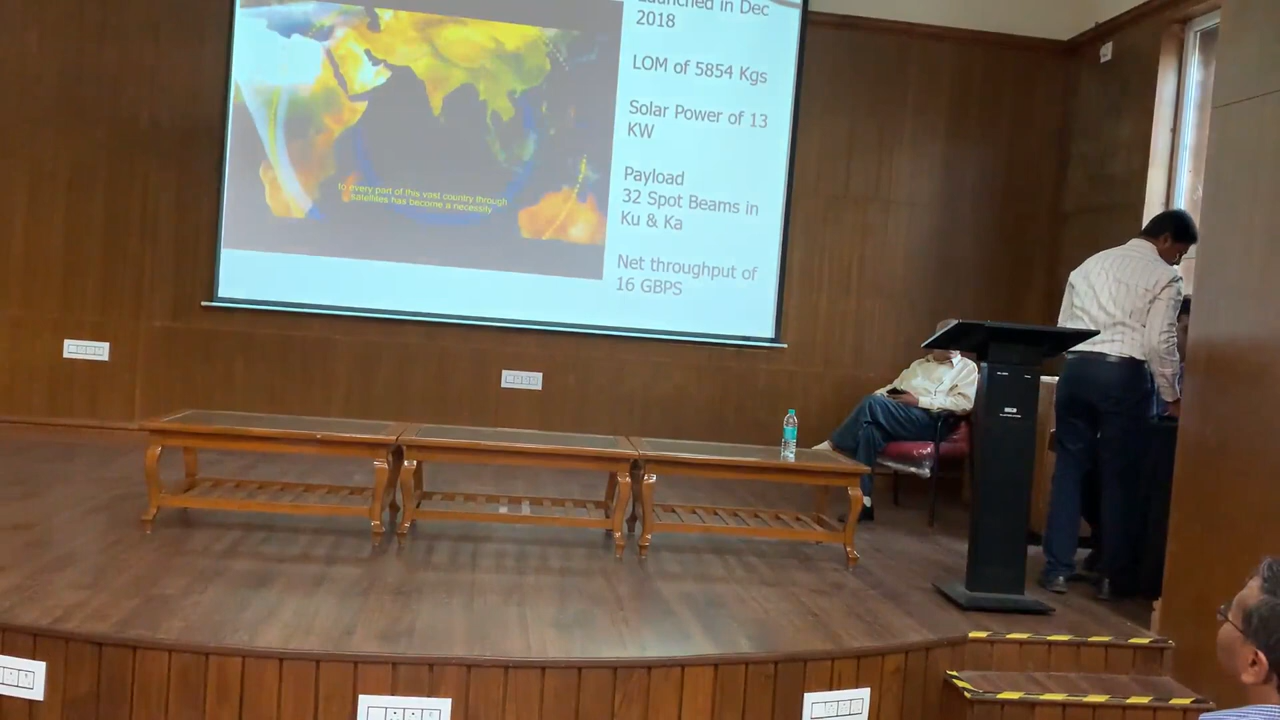 Launched in Dec
2018
LOM of 5854 Kgs
Solar Power of 13
KW
Payload
32 Spot Beams in
Ku & Ka
Net throughput of
16 GBPS
to every part of this vast country through
satellites has become a necessity